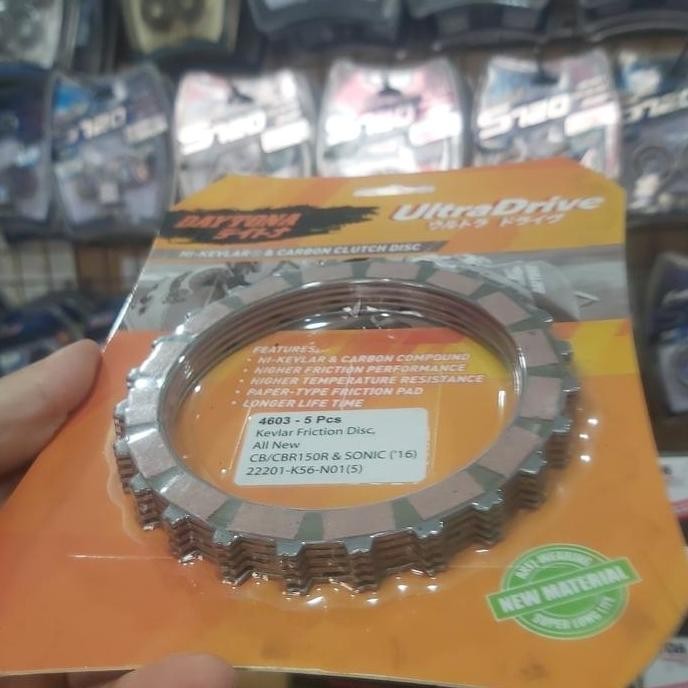 DAYTONA
デイトナ
UltraDrive
ウルトラ ドライヴ
NI-KEVLAR® & CARBON CLUTCH DISC
FEATURES:
• NI-KEVLAR & CARBON COMPOUND
• HIGHER FRICTION PERFORMANCE
• HIGHER TEMPERATURE RESISTANCE
• PAPER-TYPE FRICTION PAD
• LONGER LIFE TIME
4603 - 5 Pcs
Kevlar Friction Disc,
All New
CB/CBR150R & SONIC ('16)
22201-K56-N01(5)
NEW MATERIAL
SUPER LONG LIFE